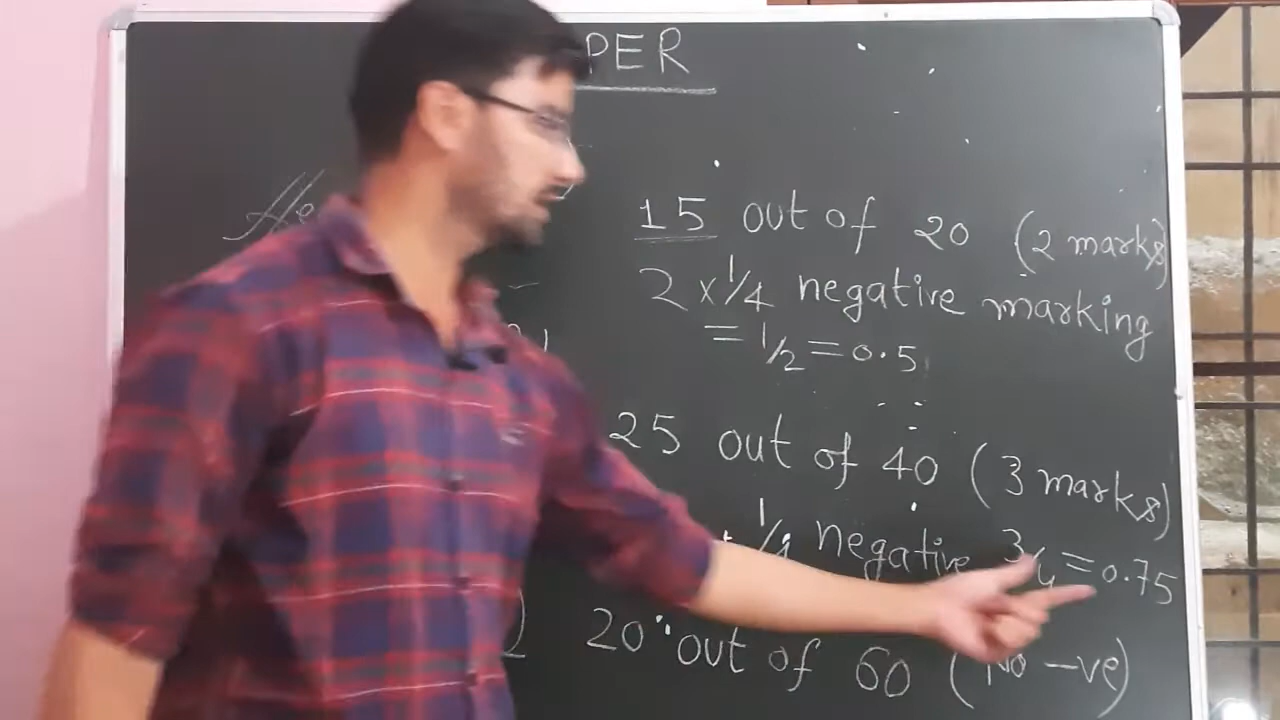 PER
15 out of 20 (2 marks)
2 x 1/4 negative marking
= 1/2 = 0.5
25 out of 40 (3 marks)
1/4 negative 3/4 = 0.75
20 out of 60 (No -ve)